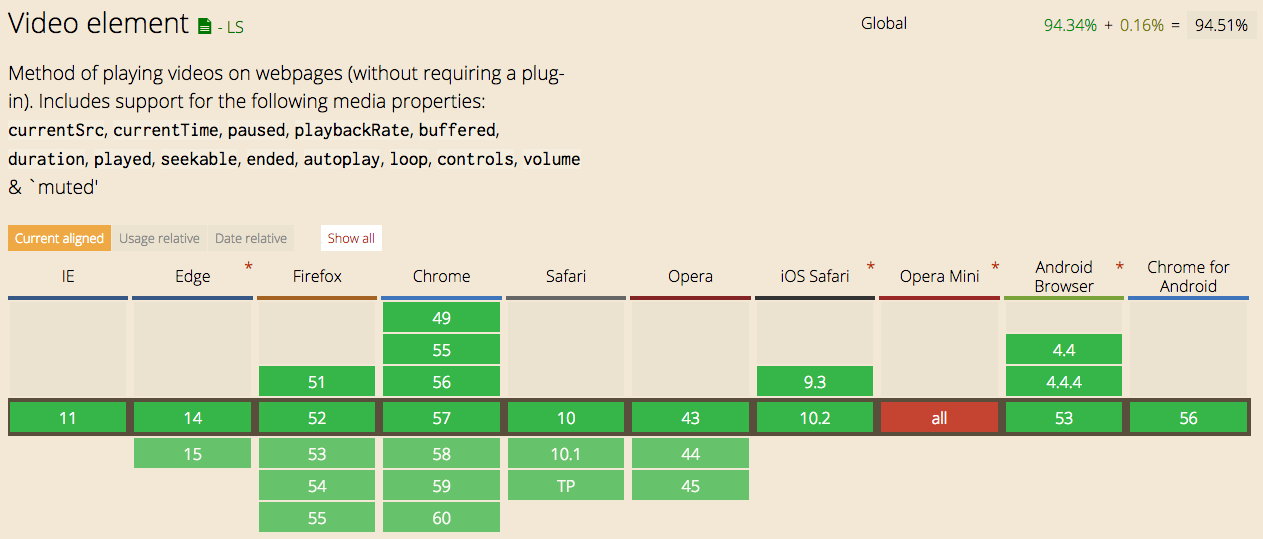 Video element - LS
Global
94.34% + 0.16% = 94.51%
Method of playing videos on webpages (without requiring a plug-
in). Includes support for the following media properties:
currentSrc, currentTime, paused, playbackRate, buffered,
duration, played, seekable, ended, autoplay, loop, controls, volume
& `muted'
Current aligned Usage relative Date relative Show all
IE Edge * Firefox Chrome Safari Opera iOS Safari * Opera Mini * Android Browser * Chrome for Android
49
55 4.4
51 56 9.3 4.4.4
11 14 52 57 10 43 10.2 all 53 56
15 53 58 10.1 44
54 59 TP 45
55 60